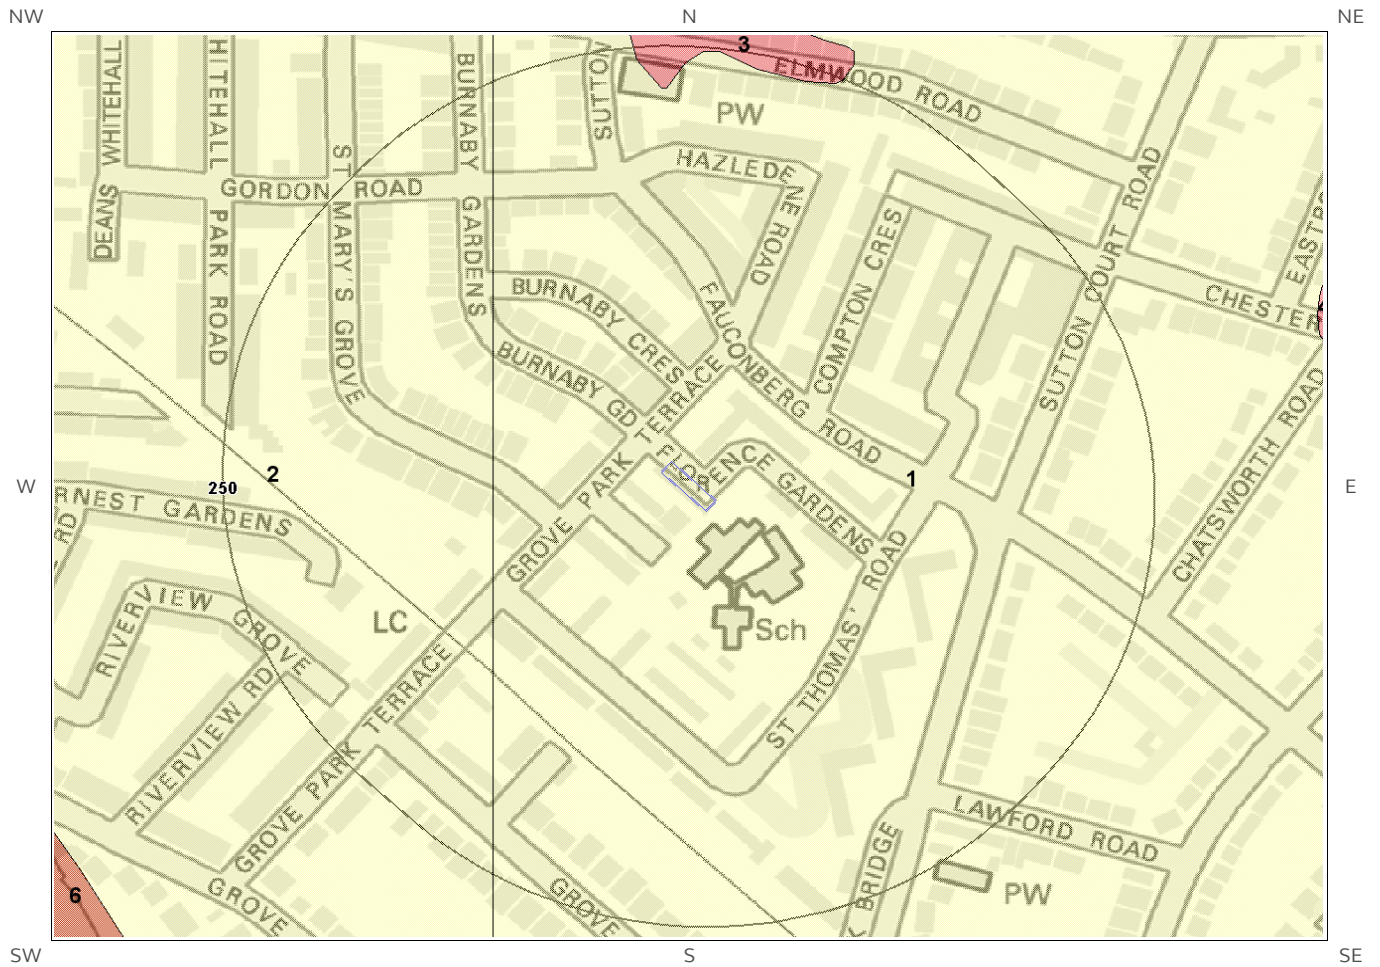 NW
N
NE
3
WHITEHALL
HITEHALL
BURNABY
SUTTON
ELMWOOD ROAD
PW
ST MARY'S GROVE
HAZLEDENE ROAD
GORDON ROAD
DEANS
PARK ROAD
GARDENS
COMPTON CRES
SUTTON COURT ROAD
EASTB
CHESTER
BURNABY CRES
FAUCONBERG ROAD
BURNABY GD
TERRACE
CHATSWORTH ROAD
FLORENCE GARDENS
GROVE PARK
W
250
2
1
E
RNEST GARDENS
RD
RIVERVIEW GROVE
LC
Sch
ST THOMAS' ROAD
RIVERVIEW RD
GROVE PARK TERRACE
LAWFORD ROAD
BRIDGE
PW
6
GROVE
GROVE
SW
S
SE